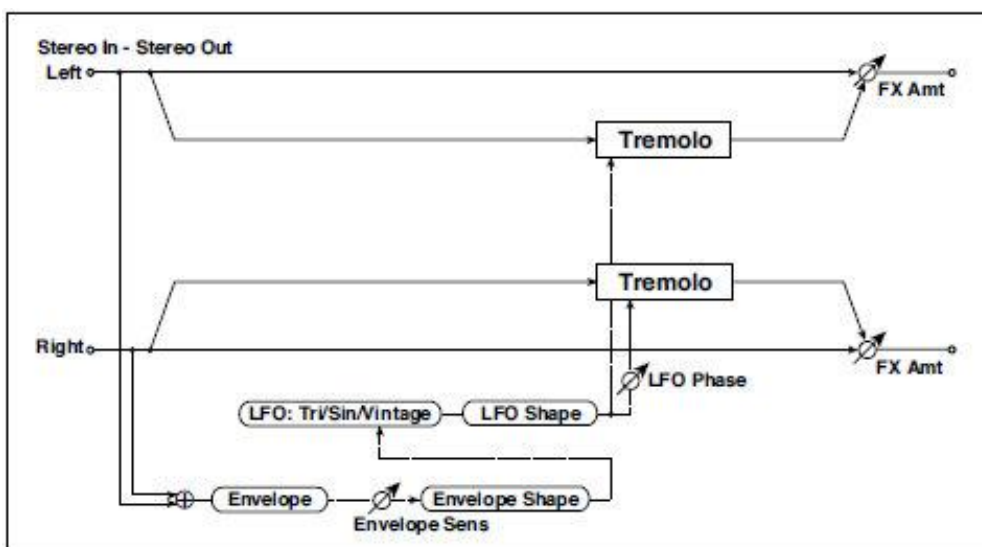 Stereo In - Stereo Out
Left
FX Amt
Tremolo
Tremolo
Right
FX Amt
LFO Phase
LFO: Tri/Sin/Vintage
LFO Shape
Envelope
Envelope Shape
Envelope Sens